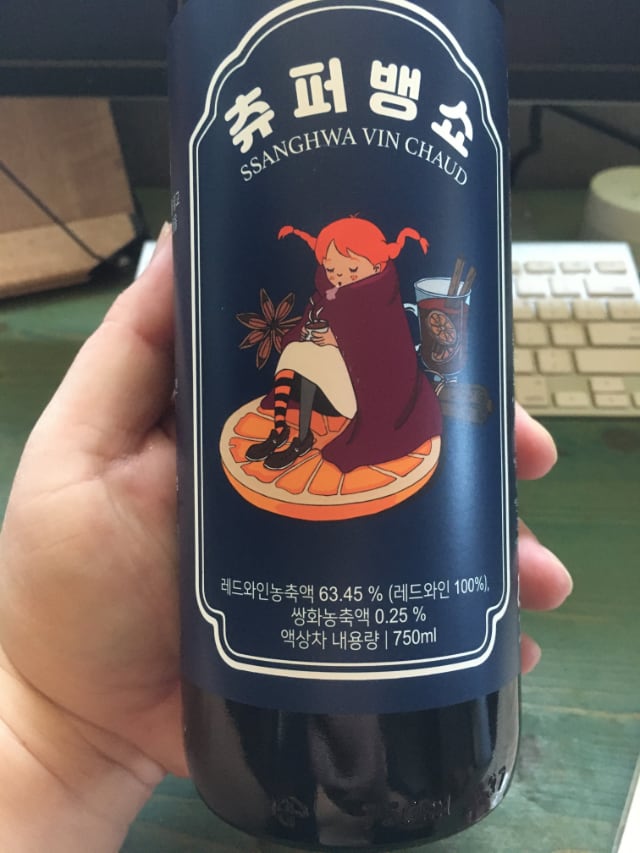 츄퍼뱅쇼
SSANGHWA VIN CHAUD
레드와인농축액 63.45 % (레드와인 100%),
쌍화농축액 0.25 %
액상차 내용량 | 750ml